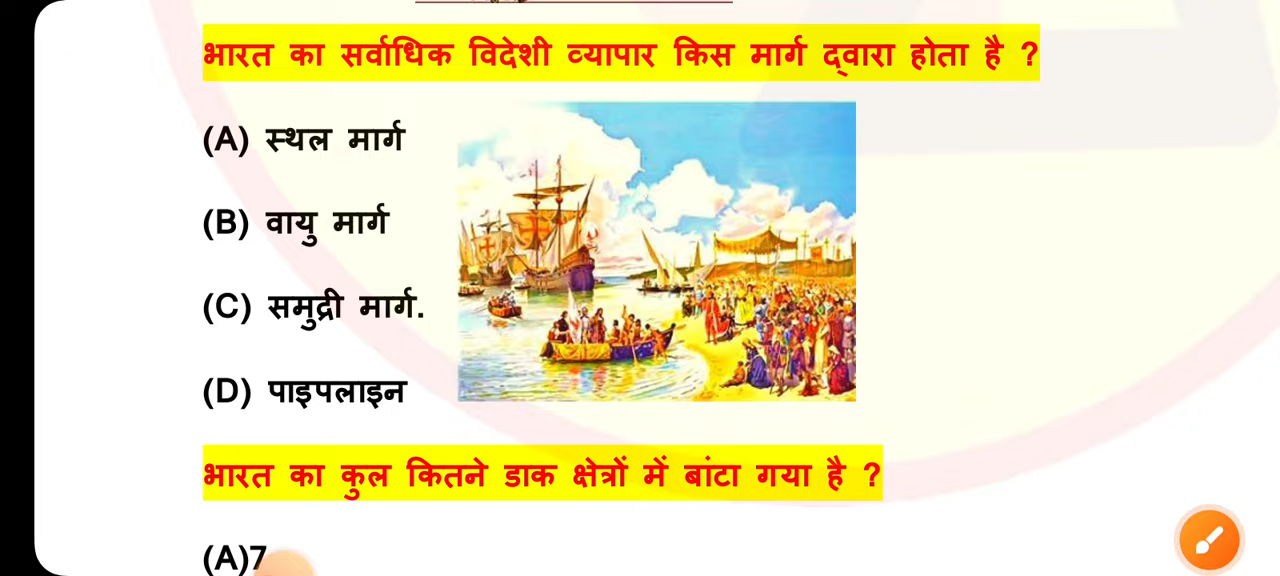 भारत का सर्वाधिक विदेशी व्यापार किस मार्ग द्वारा होता है ?
(A) स्थल मार्ग
(B) वायु मार्ग
(C) समुद्री मार्ग.
(D) पाइपलाइन
भारत का कुल कितने डाक क्षेत्रों में बांटा गया है ?
(A)7